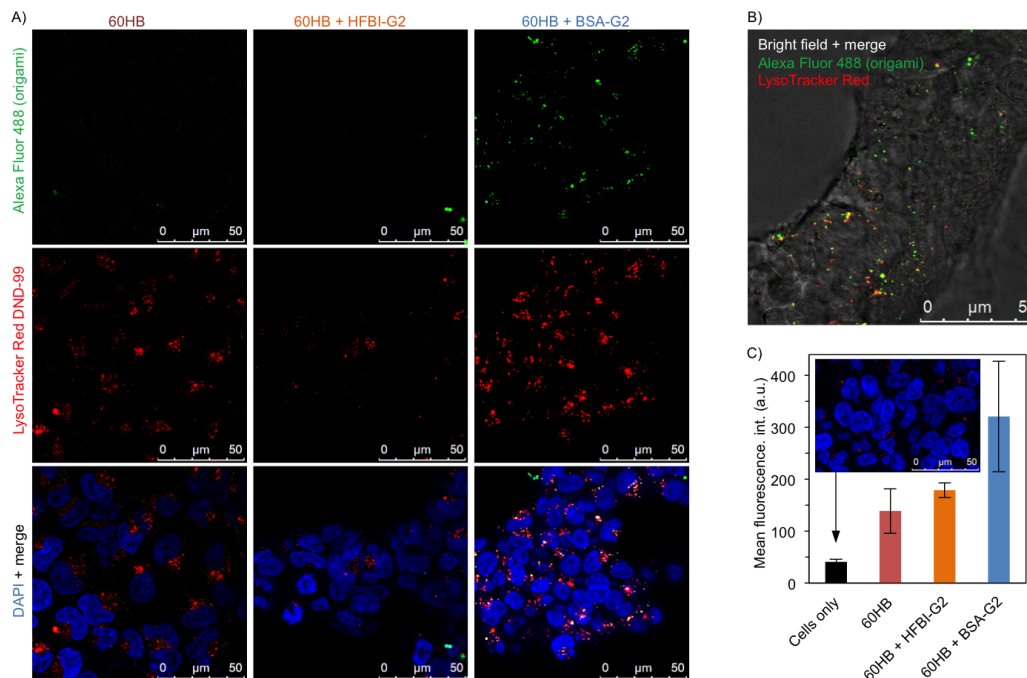 A)
60HB
60HB + HFBI-G2
60HB + BSA-G2
Alexa Fluor 488 (origami)
0 µm 50
0 µm 50
0 µm 50
LysoTracker Red DND-99
0 µm 50
0 µm 50
0 µm 50
DAPI + merge
0 µm 50
0 µm 50
0 µm 50
B)
Bright field + merge
Alexa Fluor 488 (origami)
LysoTracker Red
0 µm 5
C)
Mean fluorescence. int. (a.u.)
400
300
200
100
0
0 µm 50
Cells only
60HB
60HB + HFBI-G2
60HB + BSA-G2